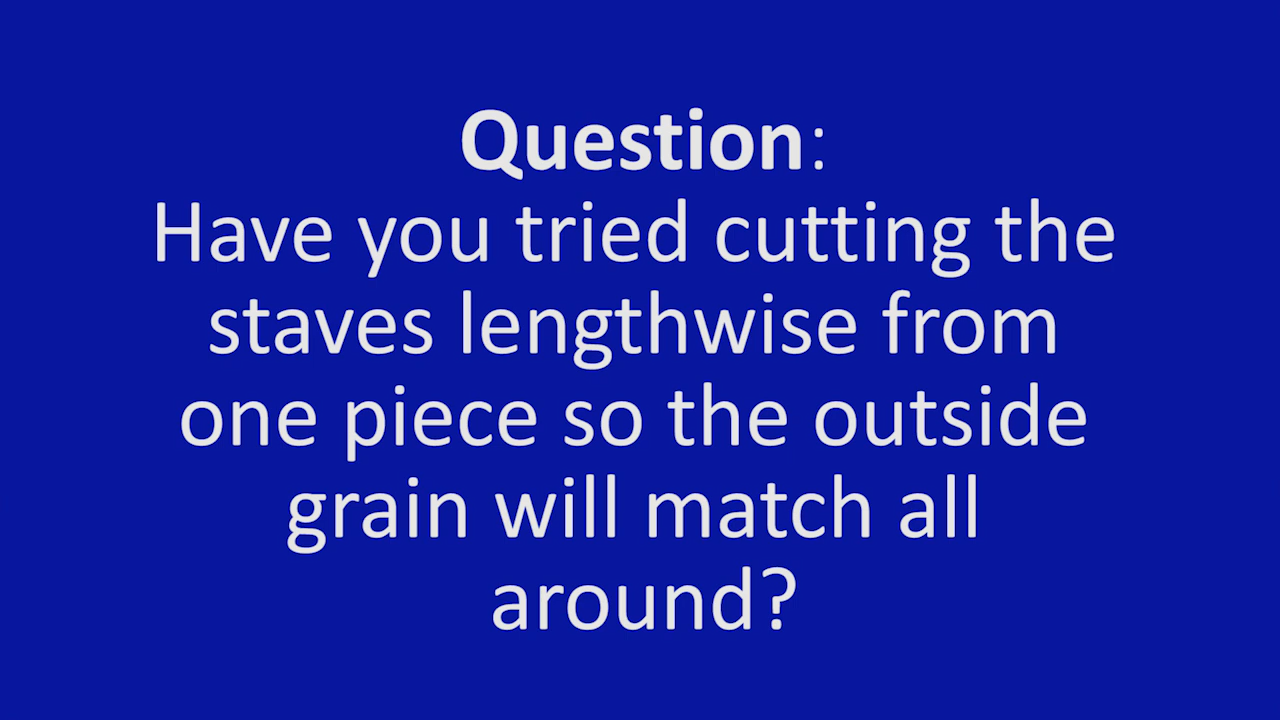 Question:
Have you tried cutting the
staves lengthwise from
one piece so the outside
grain will match all
around?